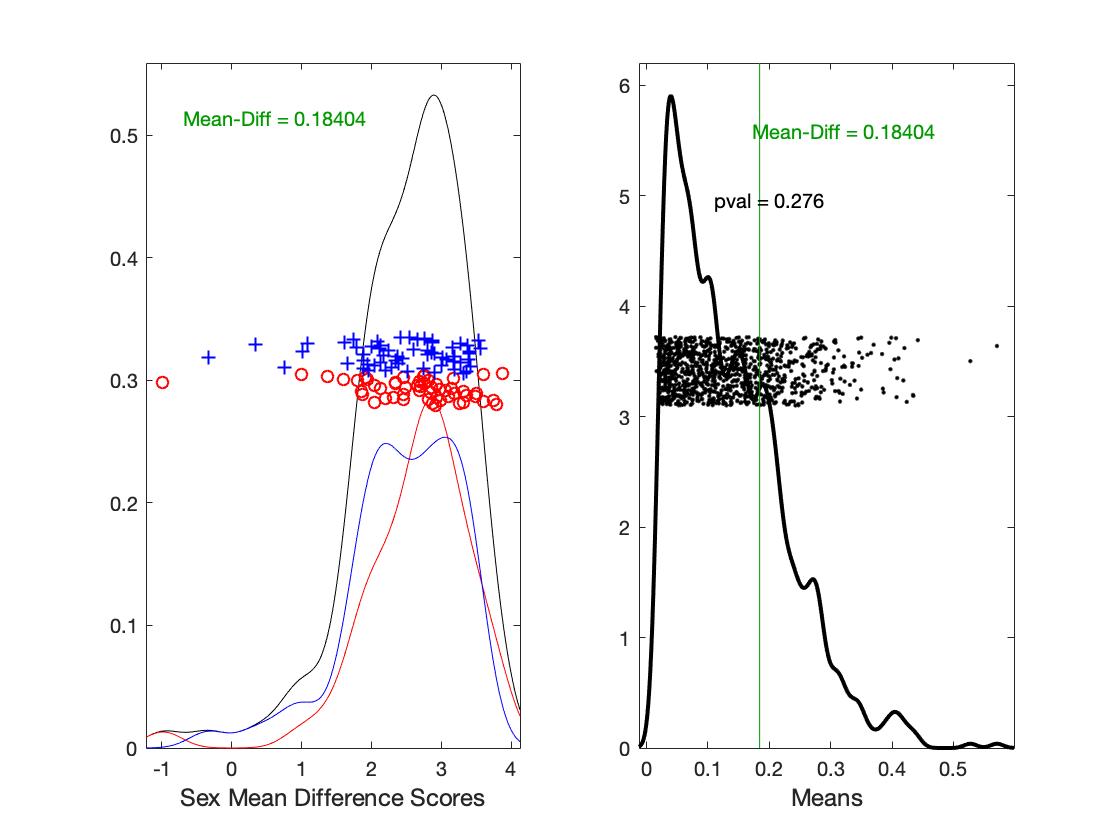 Mean-Diff = 0.18404
0.5
0.4
0.3
0.2
0.1
0
-1 0 1 2 3 4
Sex Mean Difference Scores
Mean-Diff = 0.18404
pval = 0.276
6
5
4
3
2
1
0
0 0.1 0.2 0.3 0.4 0.5
Means